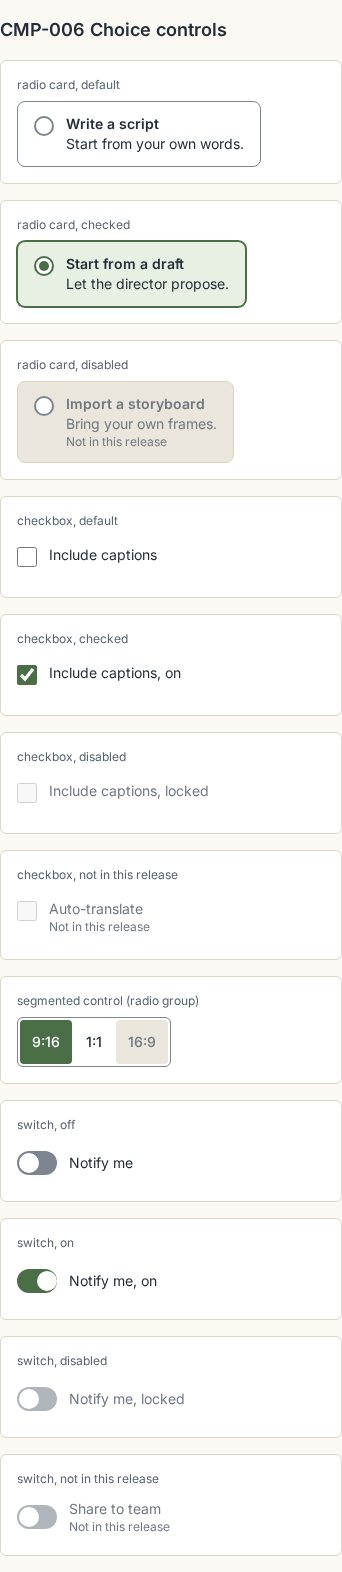 CMP-006 Choice controls
radio card, default
Write a script
Start from your own words.
radio card, checked
Start from a draft
Let the director propose.
radio card, disabled
Import a storyboard
Bring your own frames.
Not in this release
checkbox, default
Include captions
checkbox, checked
Include captions, on
checkbox, disabled
Include captions, locked
checkbox, not in this release
Auto-translate
Not in this release
segmented control (radio group)
9:16 1:1 16:9
switch, off
Notify me
switch, on
Notify me, on
switch, disabled
Notify me, locked
switch, not in this release
Share to team
Not in this release